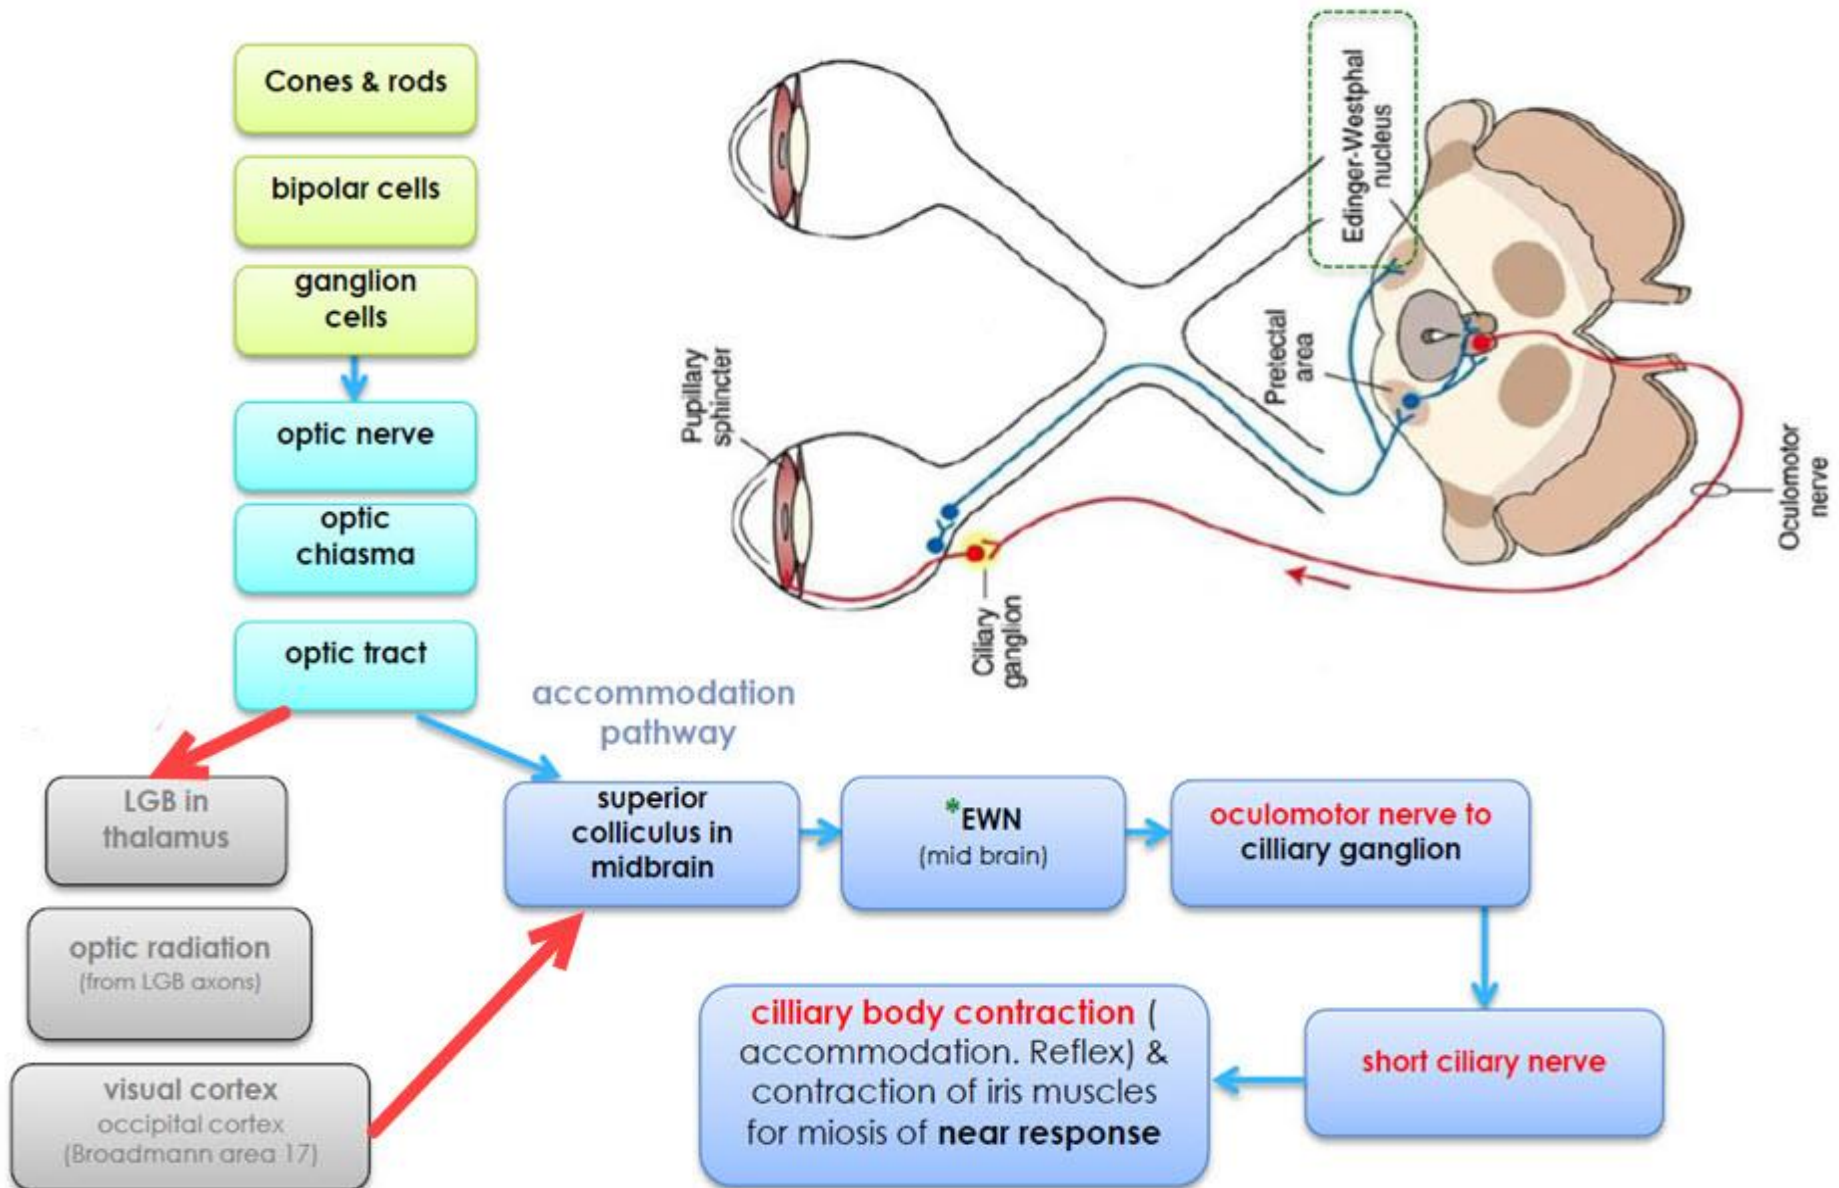 Cones & rods
bipolar cells
ganglion
cells
optic nerve
optic
chiasma
optic tract
Pupillary
sphincter
Ciliary
ganglion
Pretectal
area
Edinger-Westphal
nucleus
Oculomotor
nerve
accommodation
pathway
LGB in
thalamus
optic radiation
(from LGB axons)
visual cortex
occipital cortex
(Broadmann area 17)
superior
colliculus in
midbrain
*EWN
(mid brain)
oculomotor nerve to
cilliary ganglion
short ciliary nerve
cilliary body contraction (
accommodation. Reflex) &
contraction of iris muscles
for miosis of near response